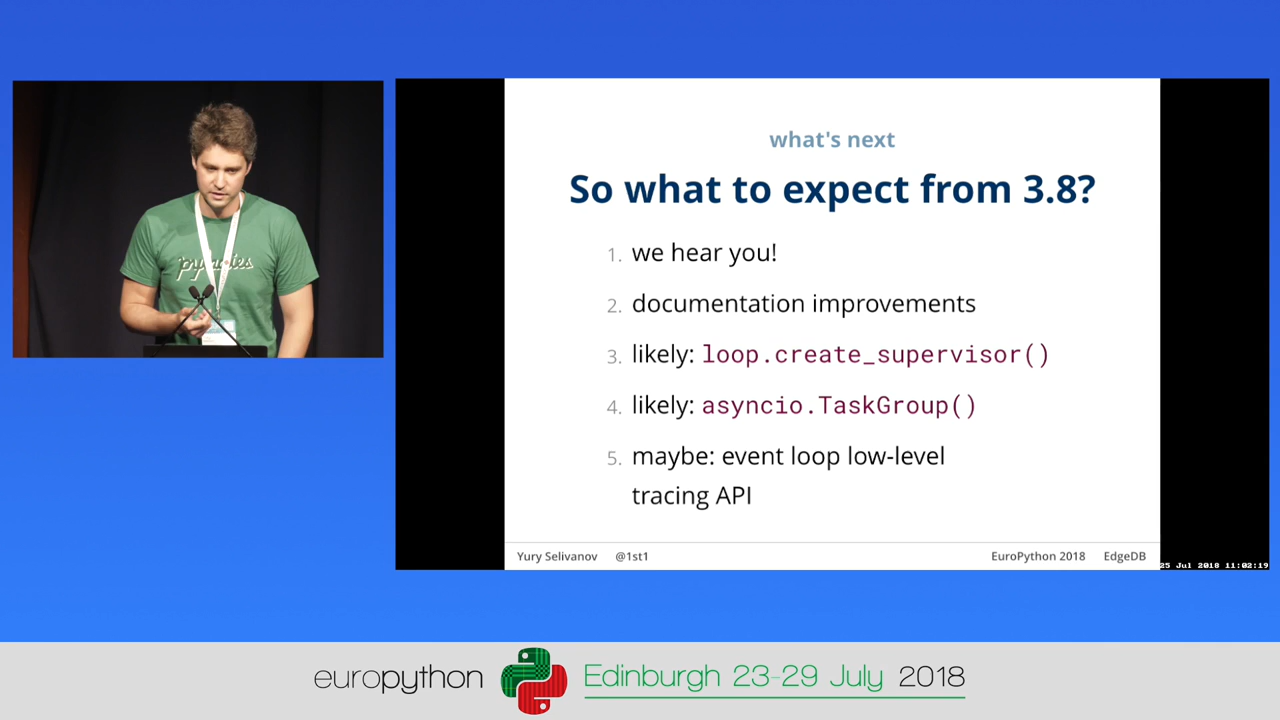 pyninties
what's next
So what to expect from 3.8?
1. we hear you!
2. documentation improvements
3. likely: loop.create_supervisor()
4. likely: asyncio.TaskGroup()
5. maybe: event loop low-level
tracing API
Yury Selivanov @1st1 EuroPython 2018 EdgeDB
25 Jul 2018 11:02:19
europython Edinburgh 23-29 July 2018